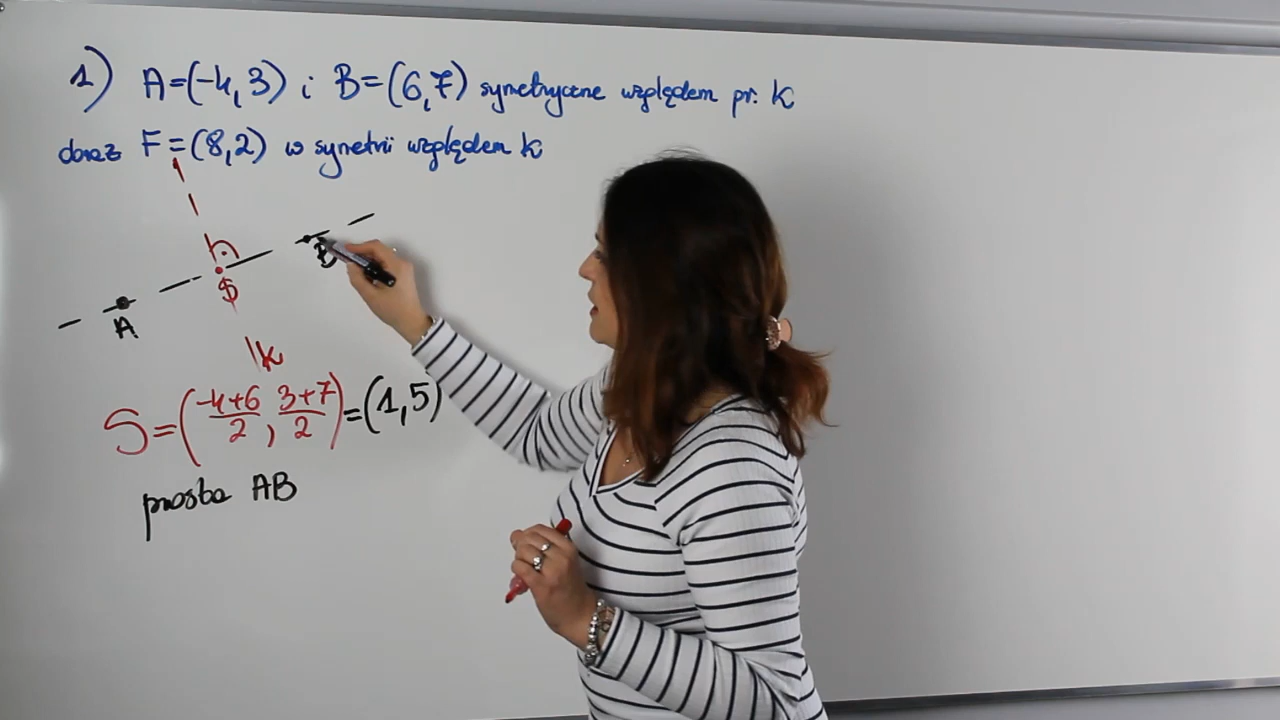 1) A=(-4,3) i B=(6,7) symetryczne względem pr. k
obraz F=(8,2) w symetrii względem k
B
S
A
k
S=(-4+6/2, 3+7/2)=(1,5)
prosta AB